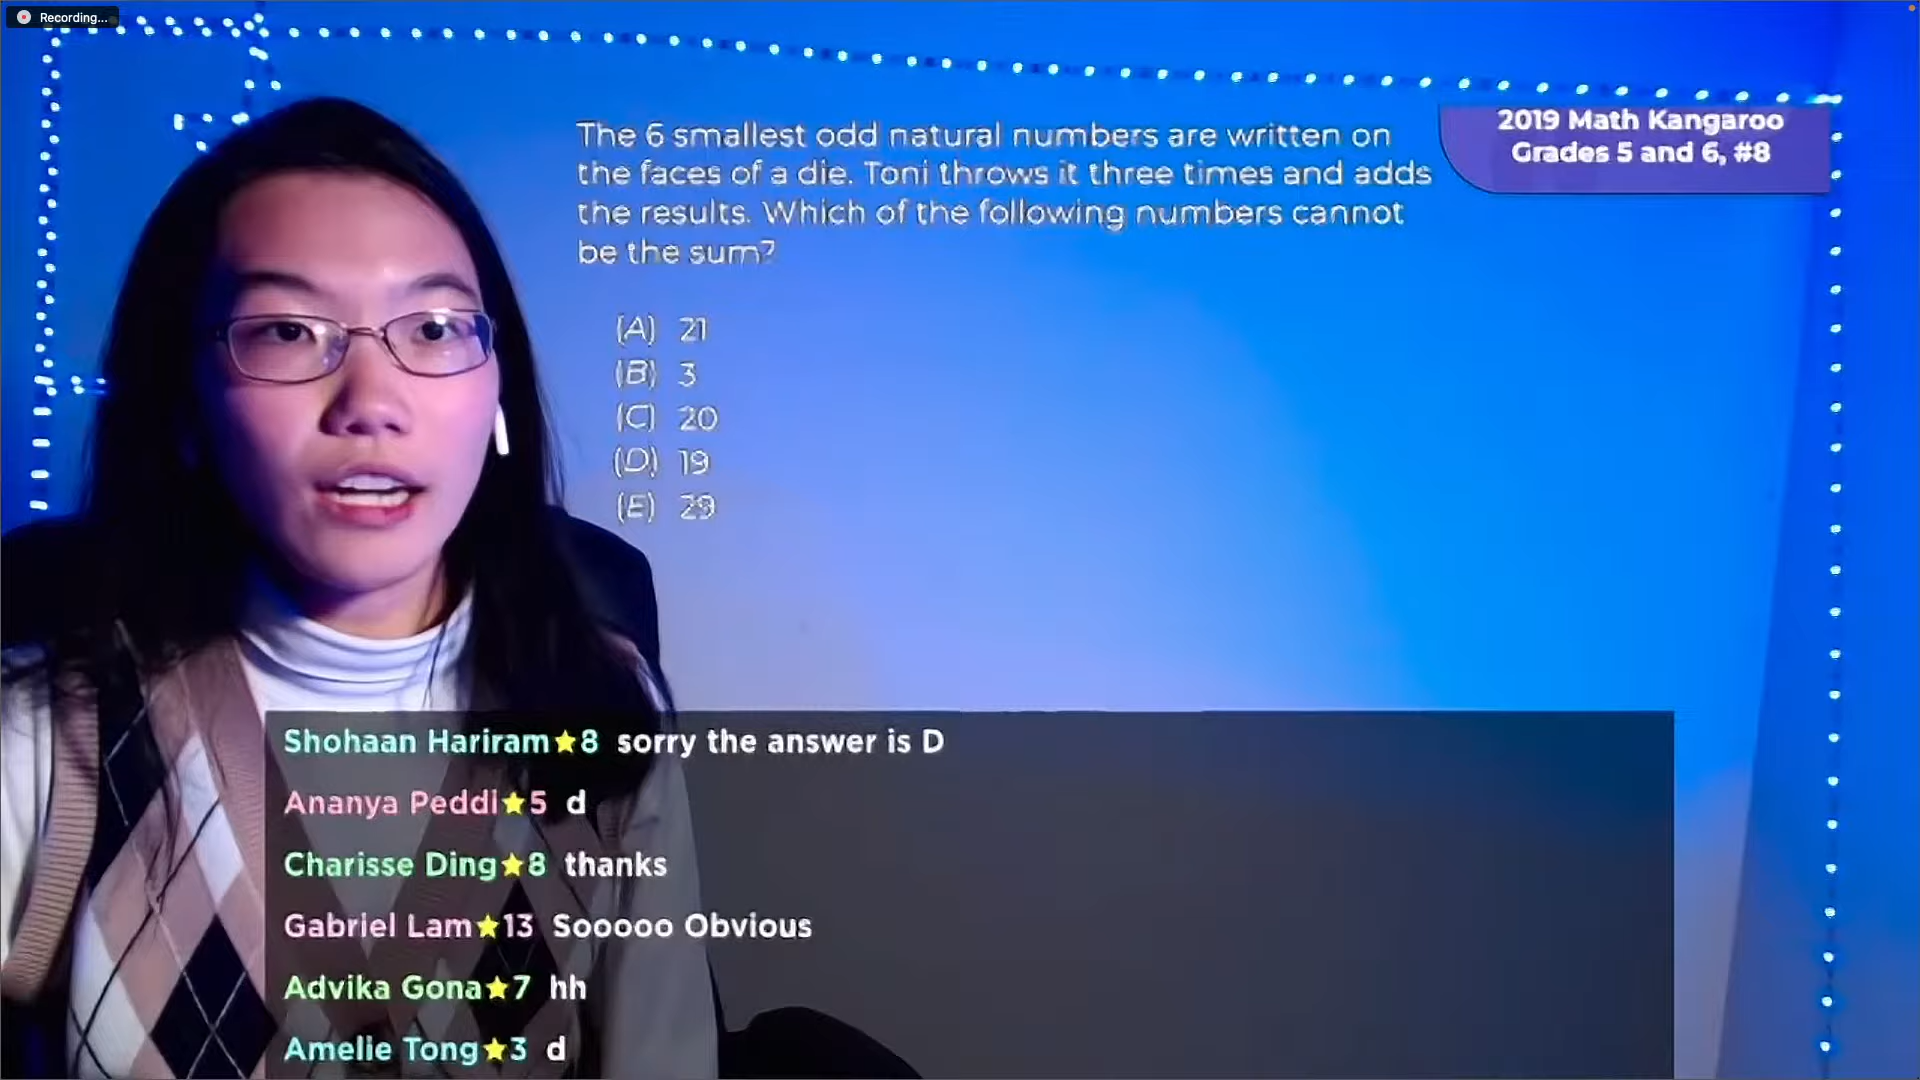 Recording...
The 6 smallest odd natural numbers are written on
the faces of a die. Toni throws it three times and adds
the results. Which of the following numbers cannot
be the sum?
2019 Math Kangaroo
Grades 5 and 6, #8
(A) 21
(B) 3
(C) 20
(D) 19
(E) 29
Shohaan Hariram★8 sorry the answer is D
Ananya Peddi★5 d
Charisse Ding★8 thanks
Gabriel Lam★13 Sooooo Obvious
Advika Gona★7 hh
Amelie Tong★3 d